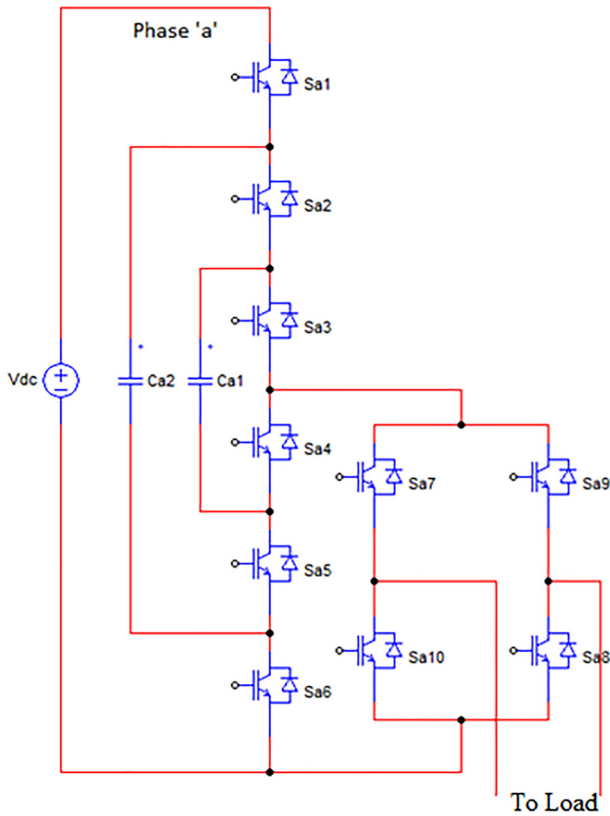 Phase 'a'
Sa1
Sa2
Sa3
Vdc
Ca2
Ca1
Sa4
Sa7
Sa9
Sa5
Sa10
Sa8
Sa6
To Load